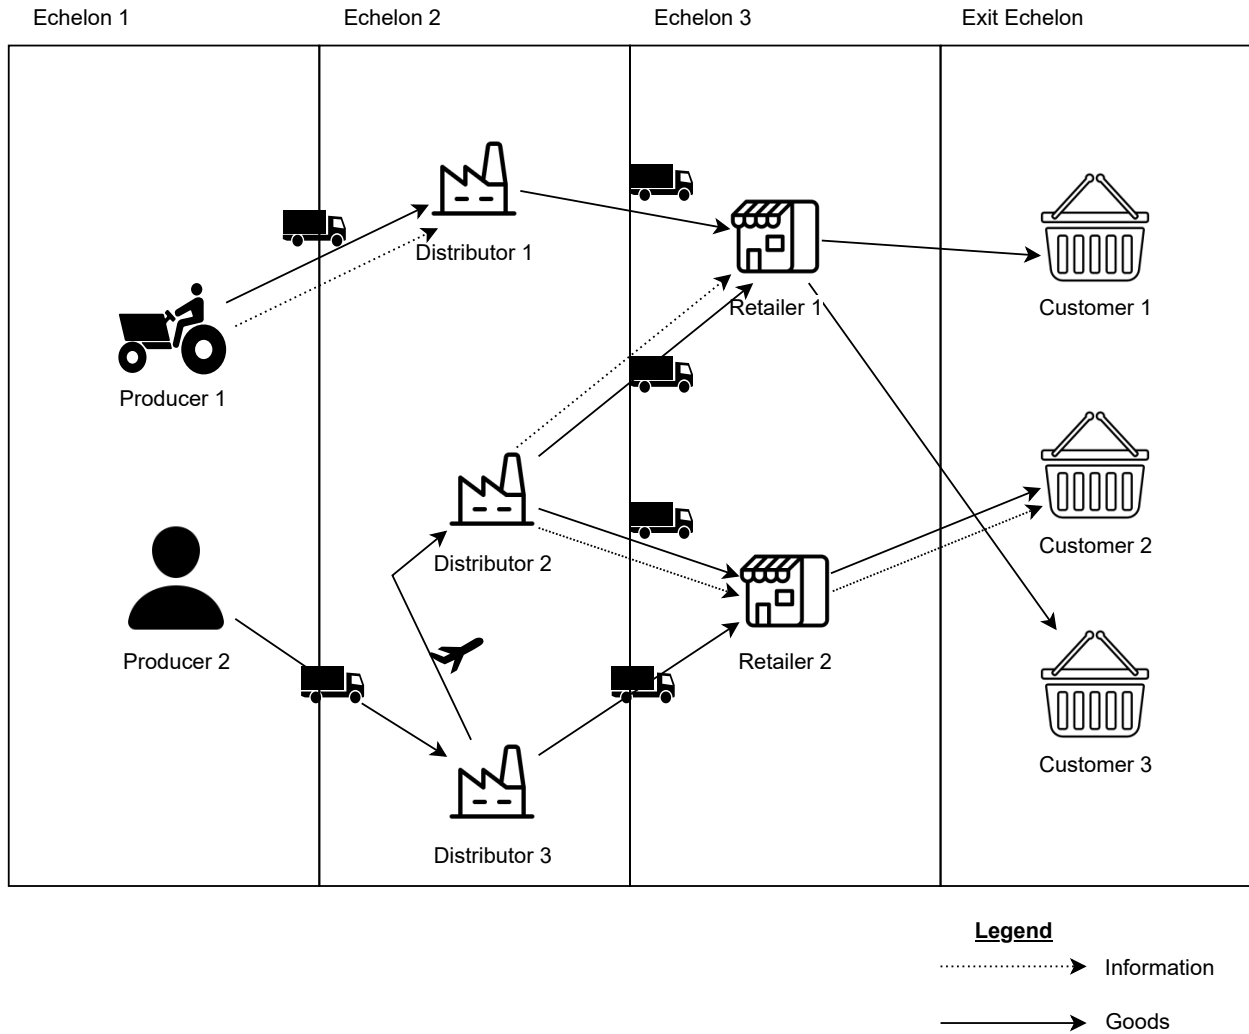 Echelon 1
Echelon 2
Echelon 3
Exit Echelon
Distributor 1
Retailer 1
Customer 1
Producer 1
Distributor 2
Customer 2
Producer 2
Retailer 2
Customer 3
Distributor 3
Legend
Information
Goods